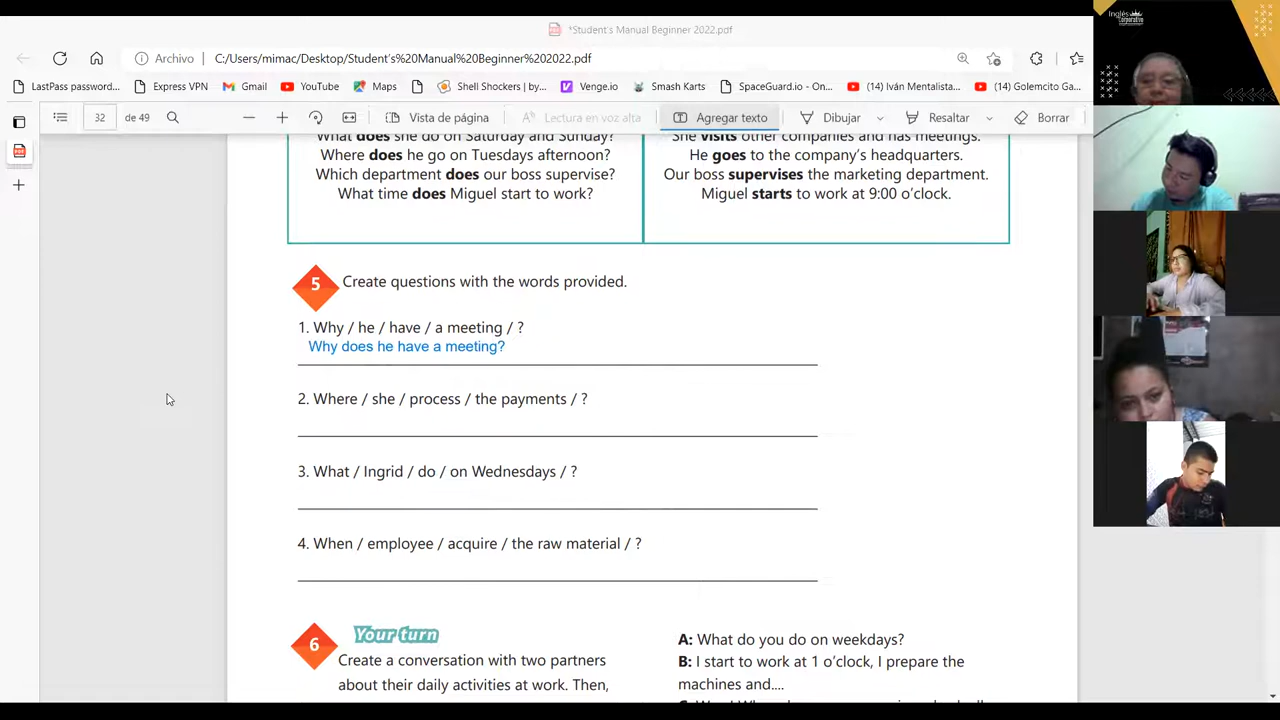 *Student's Manual Beginner 2022.pdf
Archivo
C:/Users/mimac/Desktop/Student's%20Manual%20Beginner%202022.pdf
LastPass password...
Express VPN
Gmail
YouTube
Maps
Shell Shockers | by...
Venge.io
Smash Karts
SpaceGuard.io - On...
(14) Iván Mentalista...
(14) Golemcito Ga...
32
de 49
Vista de página
Lectura en voz alta
Agregar texto
Dibujar
Resaltar
Borrar
Inglés
Corporativo
What does she do on Saturday and Sunday?
Where does he go on Tuesdays afternoon?
Which department does our boss supervise?
What time does Miguel start to work?
She visits other companies and has meetings.
He goes to the company's headquarters.
Our boss supervises the marketing department.
Miguel starts to work at 9:00 o'clock.
5 Create questions with the words provided.
1. Why / he / have / a meeting / ?
Why does he have a meeting?
2. Where / she / process / the payments / ?
3. What / Ingrid / do / on Wednesdays / ?
4. When / employee / acquire / the raw material / ?
6 Your turn
Create a conversation with two partners
about their daily activities at work. Then,
A: What do you do on weekdays?
B: I start to work at 1 o'clock, I prepare the
machines and....